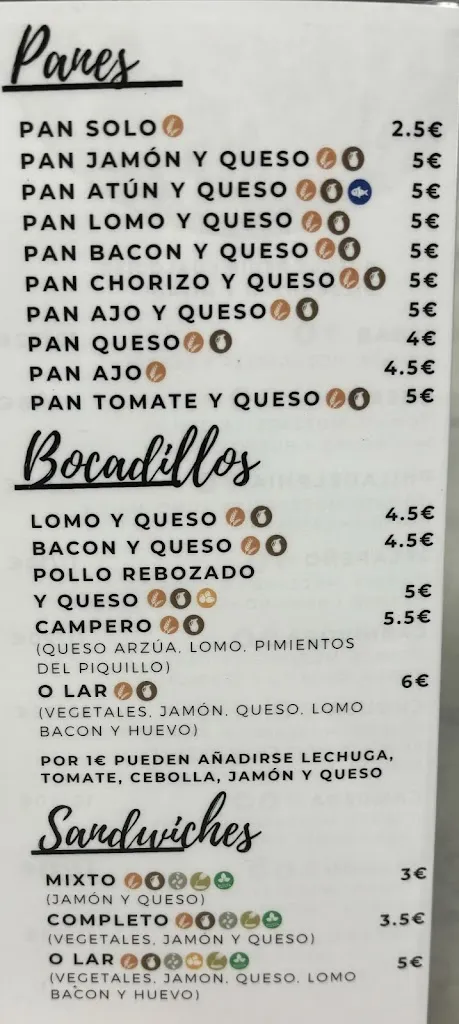 Panes
PAN SOLO 2.5€
PAN JAMÓN Y QUESO 5€
PAN ATÚN Y QUESO 5€
PAN LOMO Y QUESO 5€
PAN BACON Y QUESO 5€
PAN CHORIZO Y QUESO 5€
PAN AJO Y QUESO 5€
PAN QUESO 4€
PAN AJO 4.5€
PAN TOMATE Y QUESO 5€
Bocadillos
LOMO Y QUESO 4.5€
BACON Y QUESO 4.5€
POLLO REBOZADO
Y QUESO 5€
CAMPERO 5.5€
(QUESO ARZÚA, LOMO, PIMIENTOS
DEL PIQUILLO)
O LAR 6€
(VEGETALES, JAMÓN, QUESO, LOMO
BACON Y HUEVO)
POR 1€ PUEDEN AÑADIRSE LECHUGA,
TOMATE, CEBOLLA, JAMÓN Y QUESO
Sandwiches
MIXTO 3€
(JAMÓN Y QUESO)
COMPLETO 3.5€
(VEGETALES, JAMÓN Y QUESO)
O LAR 5€
(VEGETALES, JAMON, QUESO, LOMO
BACON Y HUEVO)